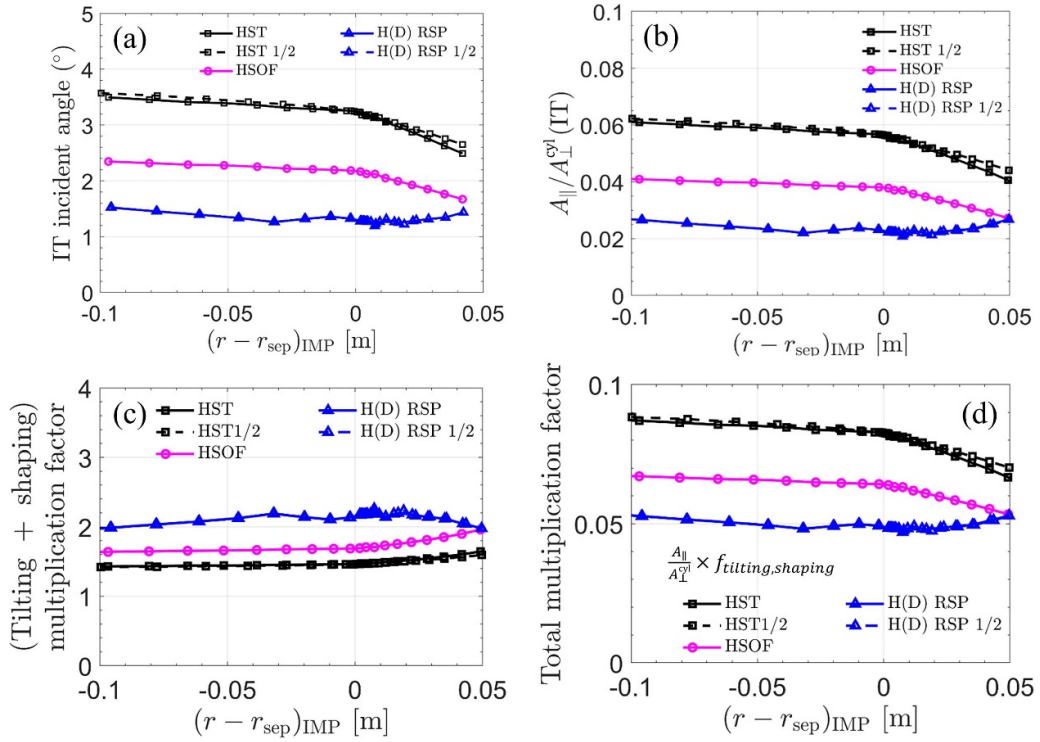 (a)
HST
HST 1/2
HSOF
H(D) RSP
H(D) RSP 1/2
IT incident angle (°)
5
4
3
2
1
0
-0.1
-0.05
0
0.05
(r − r_sep)_IMP [m]
(b)
HST
HST 1/2
HSOF
H(D) RSP
H(D) RSP 1/2
A_∥/A_⊥^cyl (IT)
0.1
0.08
0.06
0.04
0.02
0
-0.1
-0.05
0
0.05
(r − r_sep)_IMP [m]
(c)
HST
HST1/2
HSOF
H(D) RSP
H(D) RSP 1/2
(Tilting + shaping)
multiplication factor
4
3
2
1
0
-0.1
-0.05
0
0.05
(r − r_sep)_IMP [m]
(d)
Total multiplication factor
0.1
0.05
0
A_∥/A_⊥^cyl × f_tilting,shaping
HST
HST1/2
HSOF
H(D) RSP
H(D) RSP 1/2
-0.1
-0.05
0
0.05
(r − r_sep)_IMP [m]